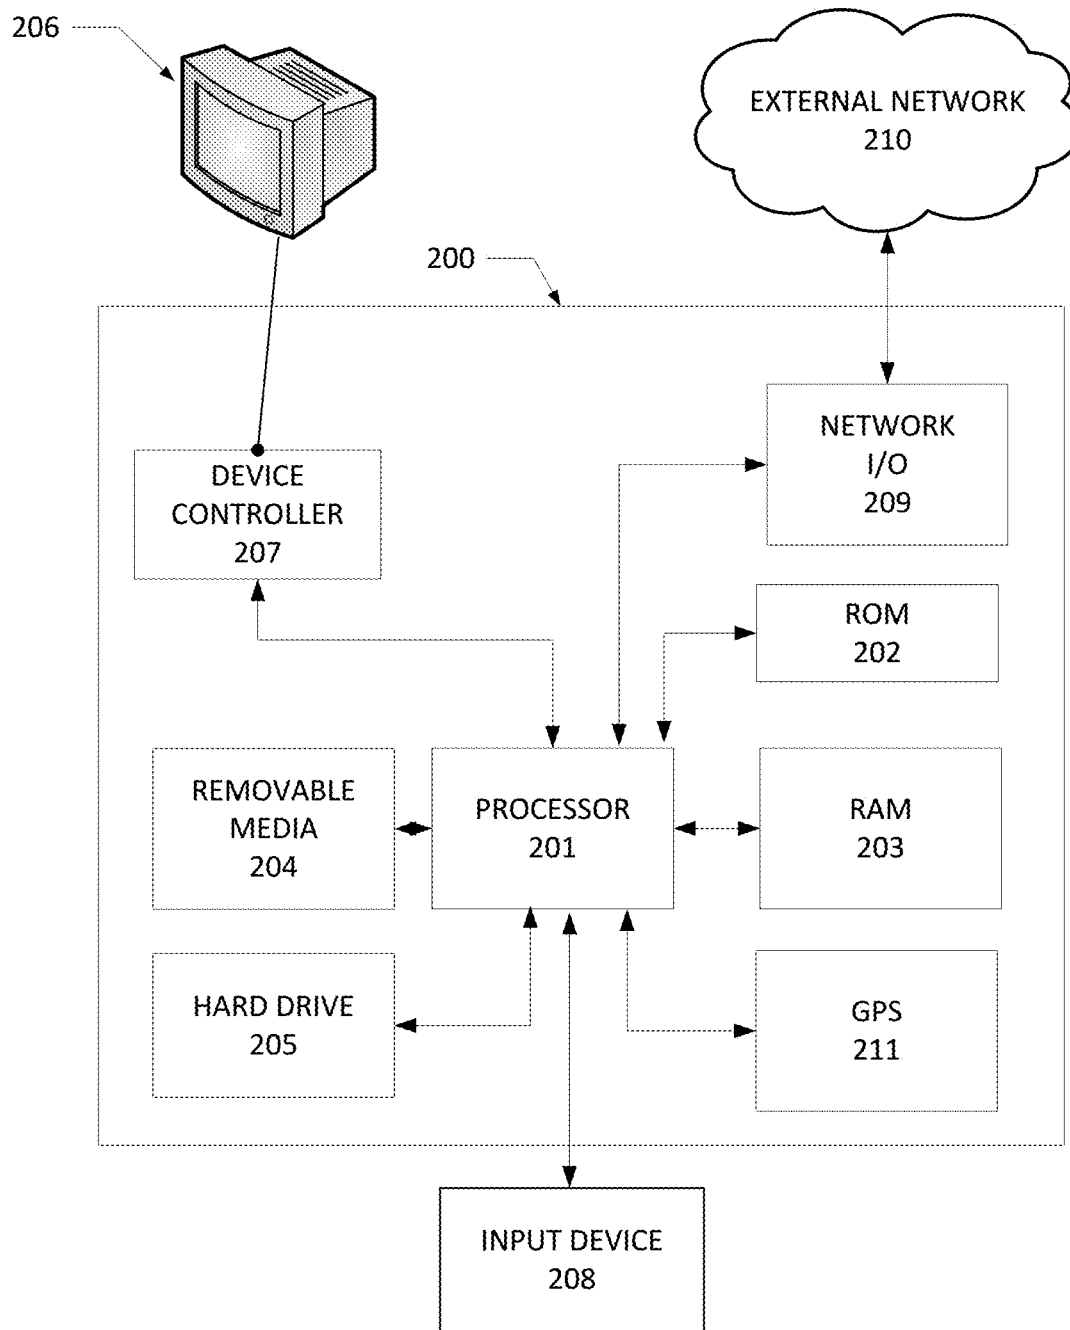 206
EXTERNAL NETWORK
210
200
NETWORK
I/O
209
DEVICE
CONTROLLER
207
ROM
202
REMOVABLE
MEDIA
204
PROCESSOR
201
RAM
203
HARD DRIVE
205
GPS
211
INPUT DEVICE
208